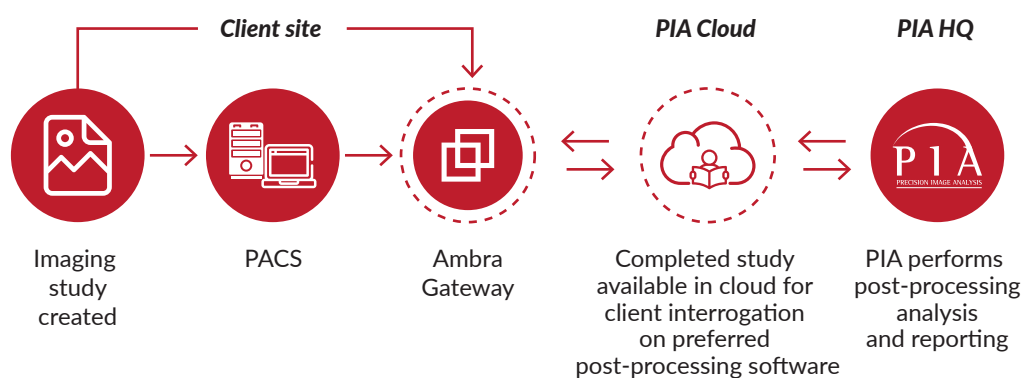 Client site
PIA Cloud
PIA HQ
PIA
PRECISION IMAGE ANALYSIS
Imaging
study
created
PACS
Ambra
Gateway
Completed study
available in cloud for
client interrogation
on preferred
post-processing software
PIA performs
post-processing
analysis
and reporting